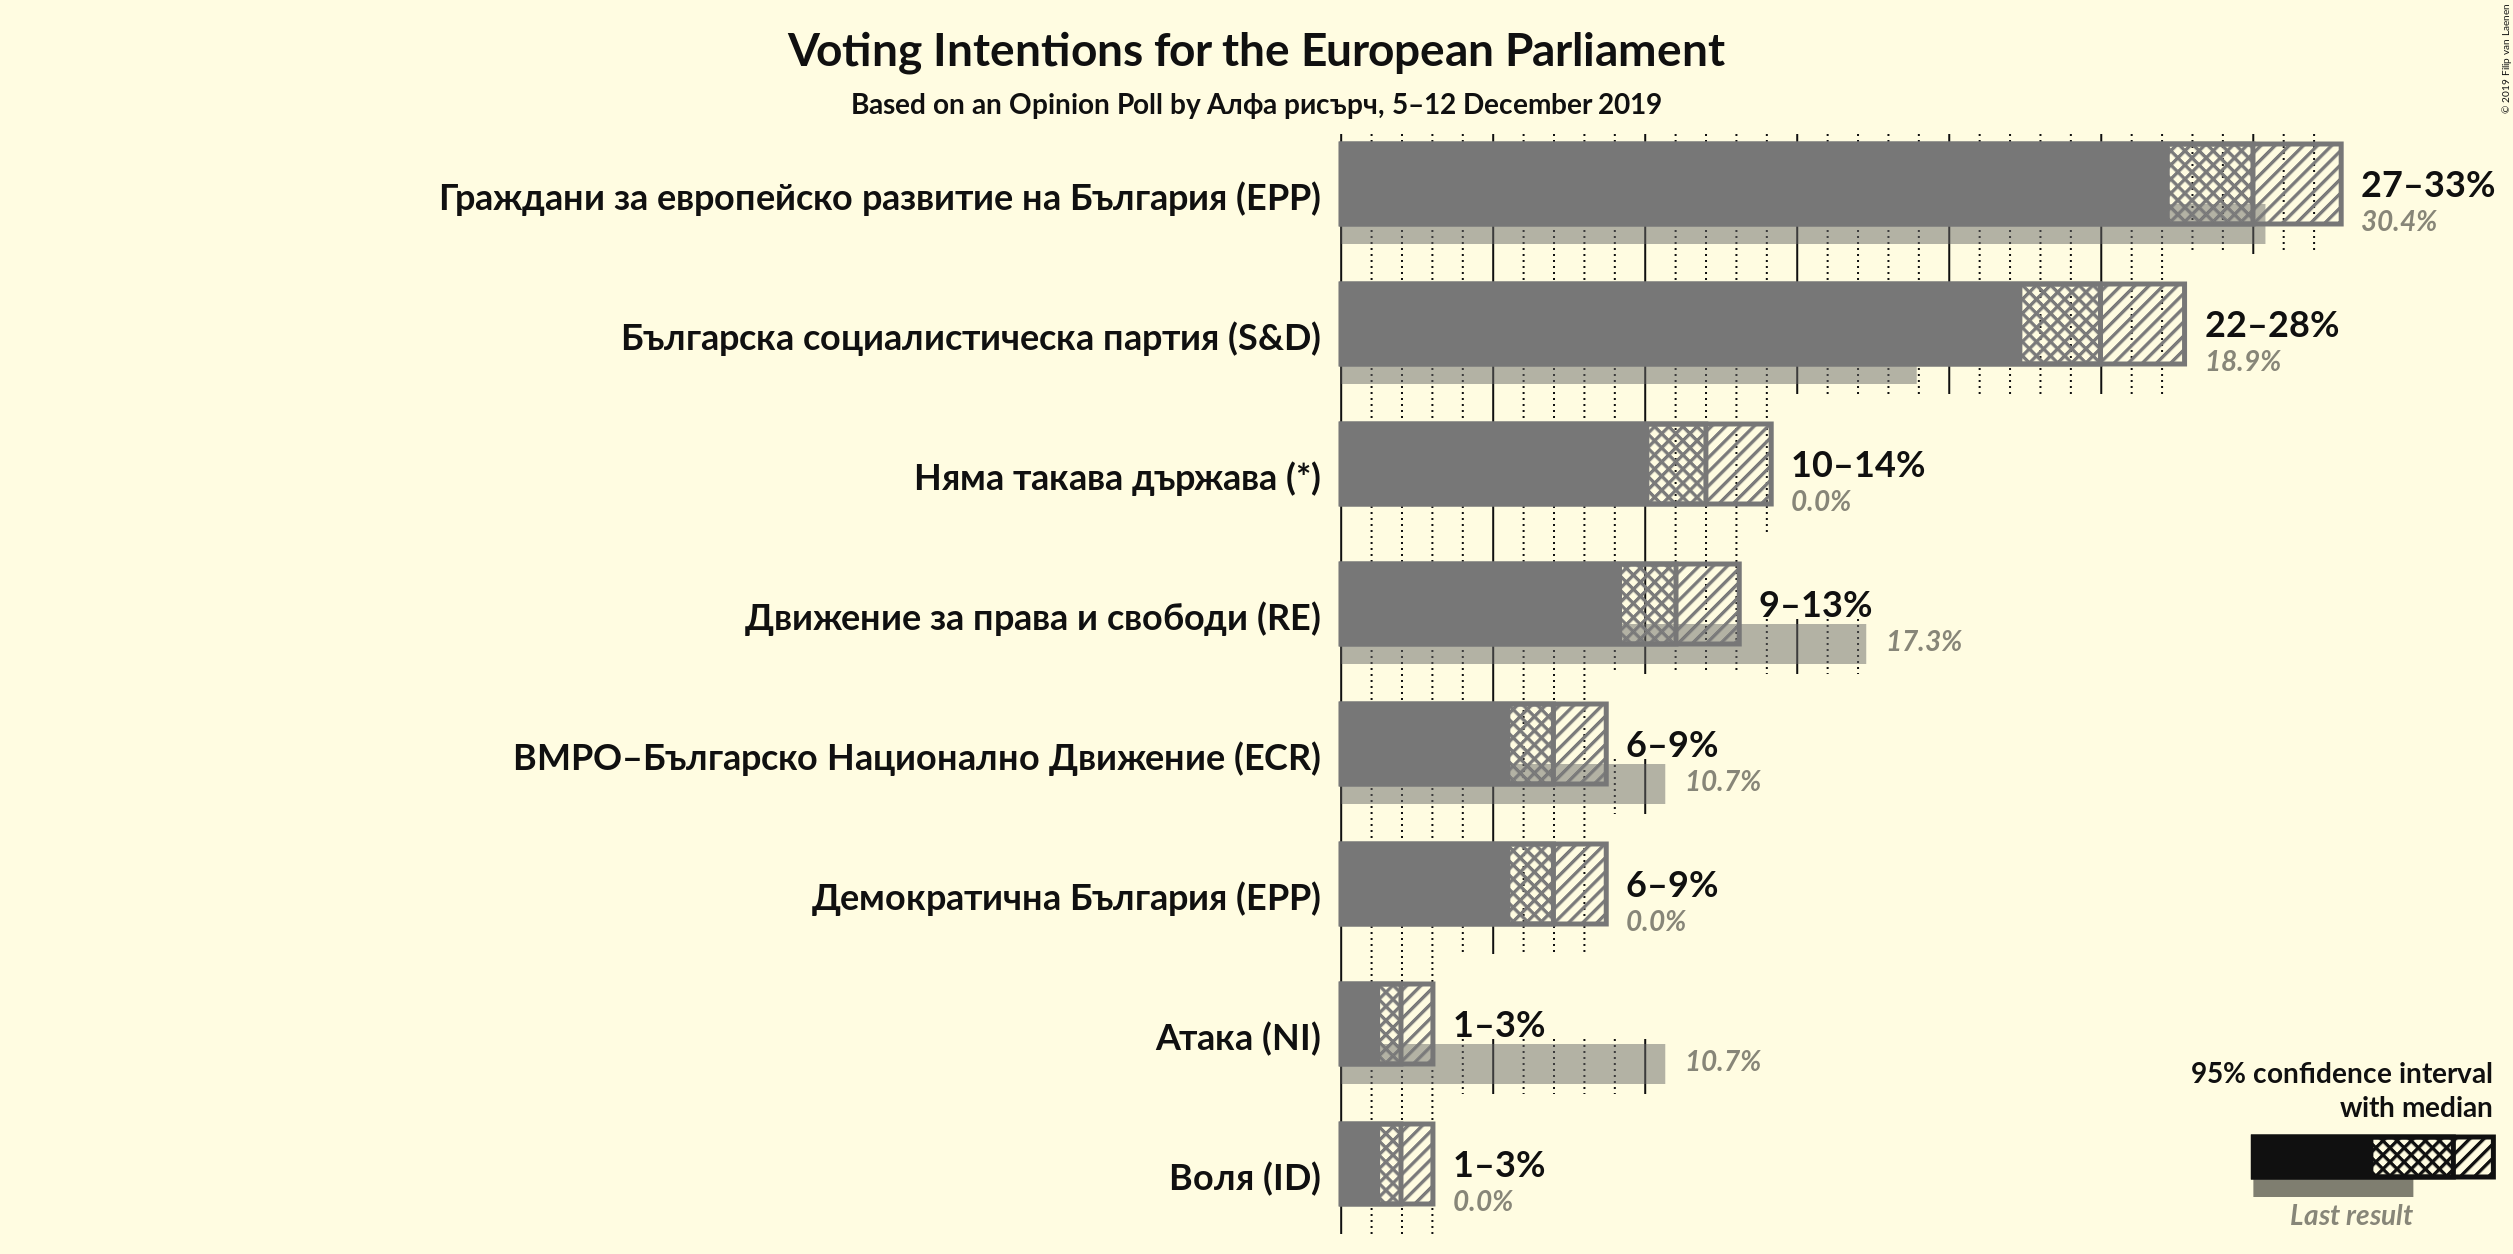 Voting Intentions for the European Parliament
Based on an Opinion Poll by Алфа рисърч, 5–12 December 2019
© 2019 Filip van Laenen
Граждани за европейско развитие на България (EPP)
27–33%
30.4%
Българска социалистическа партия (S&D)
22–28%
18.9%
Няма такава държава (*)
10–14%
0.0%
Движение за права и свободи (RE)
9–13%
17.3%
ВМРО–Българско Национално Движение (ECR)
6–9%
10.7%
Демократична България (EPP)
6–9%
0.0%
Атака (NI)
1–3%
10.7%
Воля (ID)
1–3%
0.0%
95% confidence interval
with median
Last result